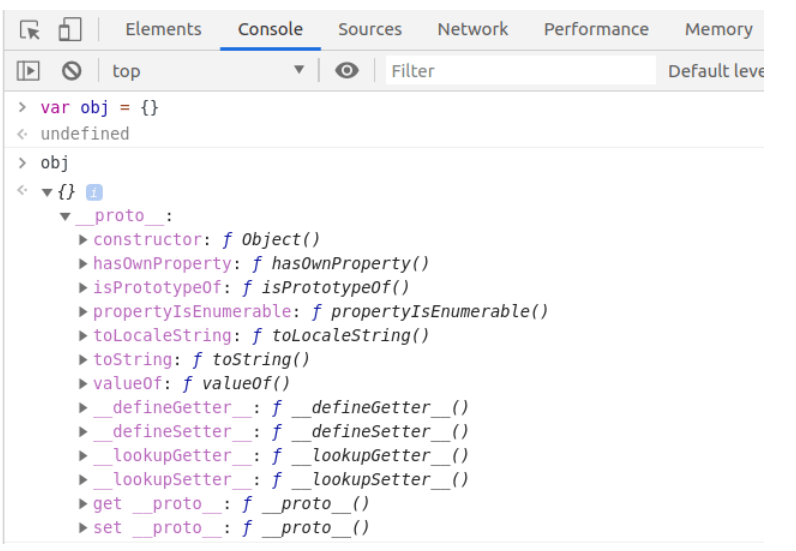 Elements Console Sources Network Performance Memory
top Filter Default leve
> var obj = {}
undefined
> obj
{} i
__proto__:
constructor: ƒ Object()
hasOwnProperty: ƒ hasOwnProperty()
isPrototypeOf: ƒ isPrototypeOf()
propertyIsEnumerable: ƒ propertyIsEnumerable()
toLocaleString: ƒ toLocaleString()
toString: ƒ toString()
valueOf: ƒ valueOf()
__defineGetter__: ƒ __defineGetter__()
__defineSetter__: ƒ __defineSetter__()
__lookupGetter__: ƒ __lookupGetter__()
__lookupSetter__: ƒ __lookupSetter__()
get __proto__: ƒ __proto__()
set __proto__: ƒ __proto__()